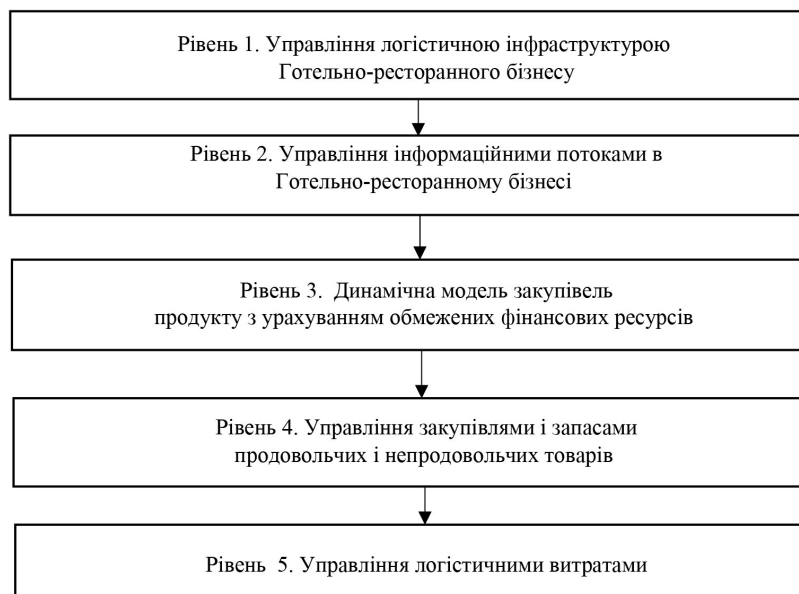 Рівень 1. Управління логістичною інфраструктурою
Готельно-ресторанного бізнесу
Рівень 2. Управління інформаційними потоками в
Готельно-ресторанному бізнесі
Рівень 3. Динамічна модель закупівель
продукту з урахуванням обмежених фінансових ресурсів
Рівень 4. Управління закупівлями і запасами
продовольчих і непродовольчих товарів
Рівень 5. Управління логістичними витратами